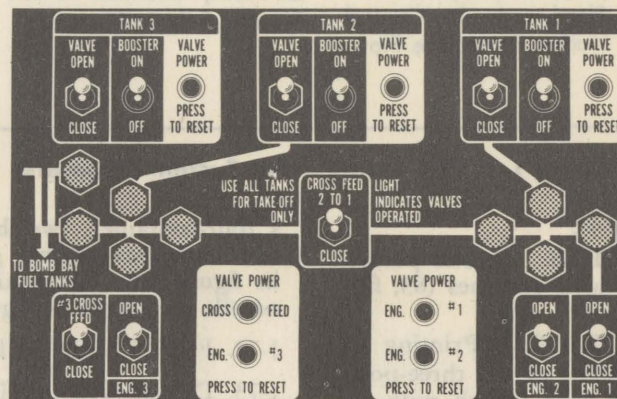 TANK 3
VALVE OPEN
BOOSTER ON
VALVE POWER
CLOSE
OFF
PRESS TO RESET
TANK 2
VALVE OPEN
BOOSTER ON
VALVE POWER
CLOSE
OFF
PRESS TO RESET
TANK 1
VALVE OPEN
BOOSTER ON
VALVE POWER
CLOSE
OFF
PRESS TO RESET
USE ALL TANKS
FOR TAKE OFF
ONLY
CROSS FEED
2 TO 1
CLOSE
LIGHT
INDICATES VALVES
OPERATED
TO BOMB BAY
FUEL TANKS
#3 CROSS
FEED
CLOSE
OPEN
CLOSE
ENG. 3
VALVE POWER
CROSS FEED
ENG. #3
PRESS TO RESET
VALVE POWER
ENG. #1
ENG. #2
PRESS TO RESET
OPEN
CLOSE
ENG. 2
OPEN
CLOSE
ENG. 1